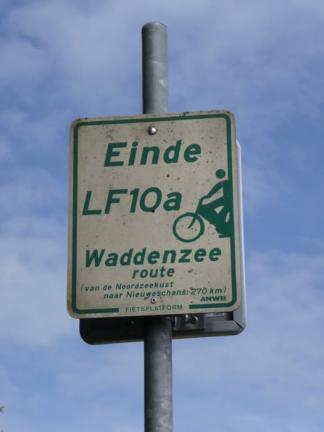 Einde
LF10a
Waddenzee
route
(van de Noordzeekust
naar Nieuweschans: 270 km)
ANWB
FIETSPLATFORM